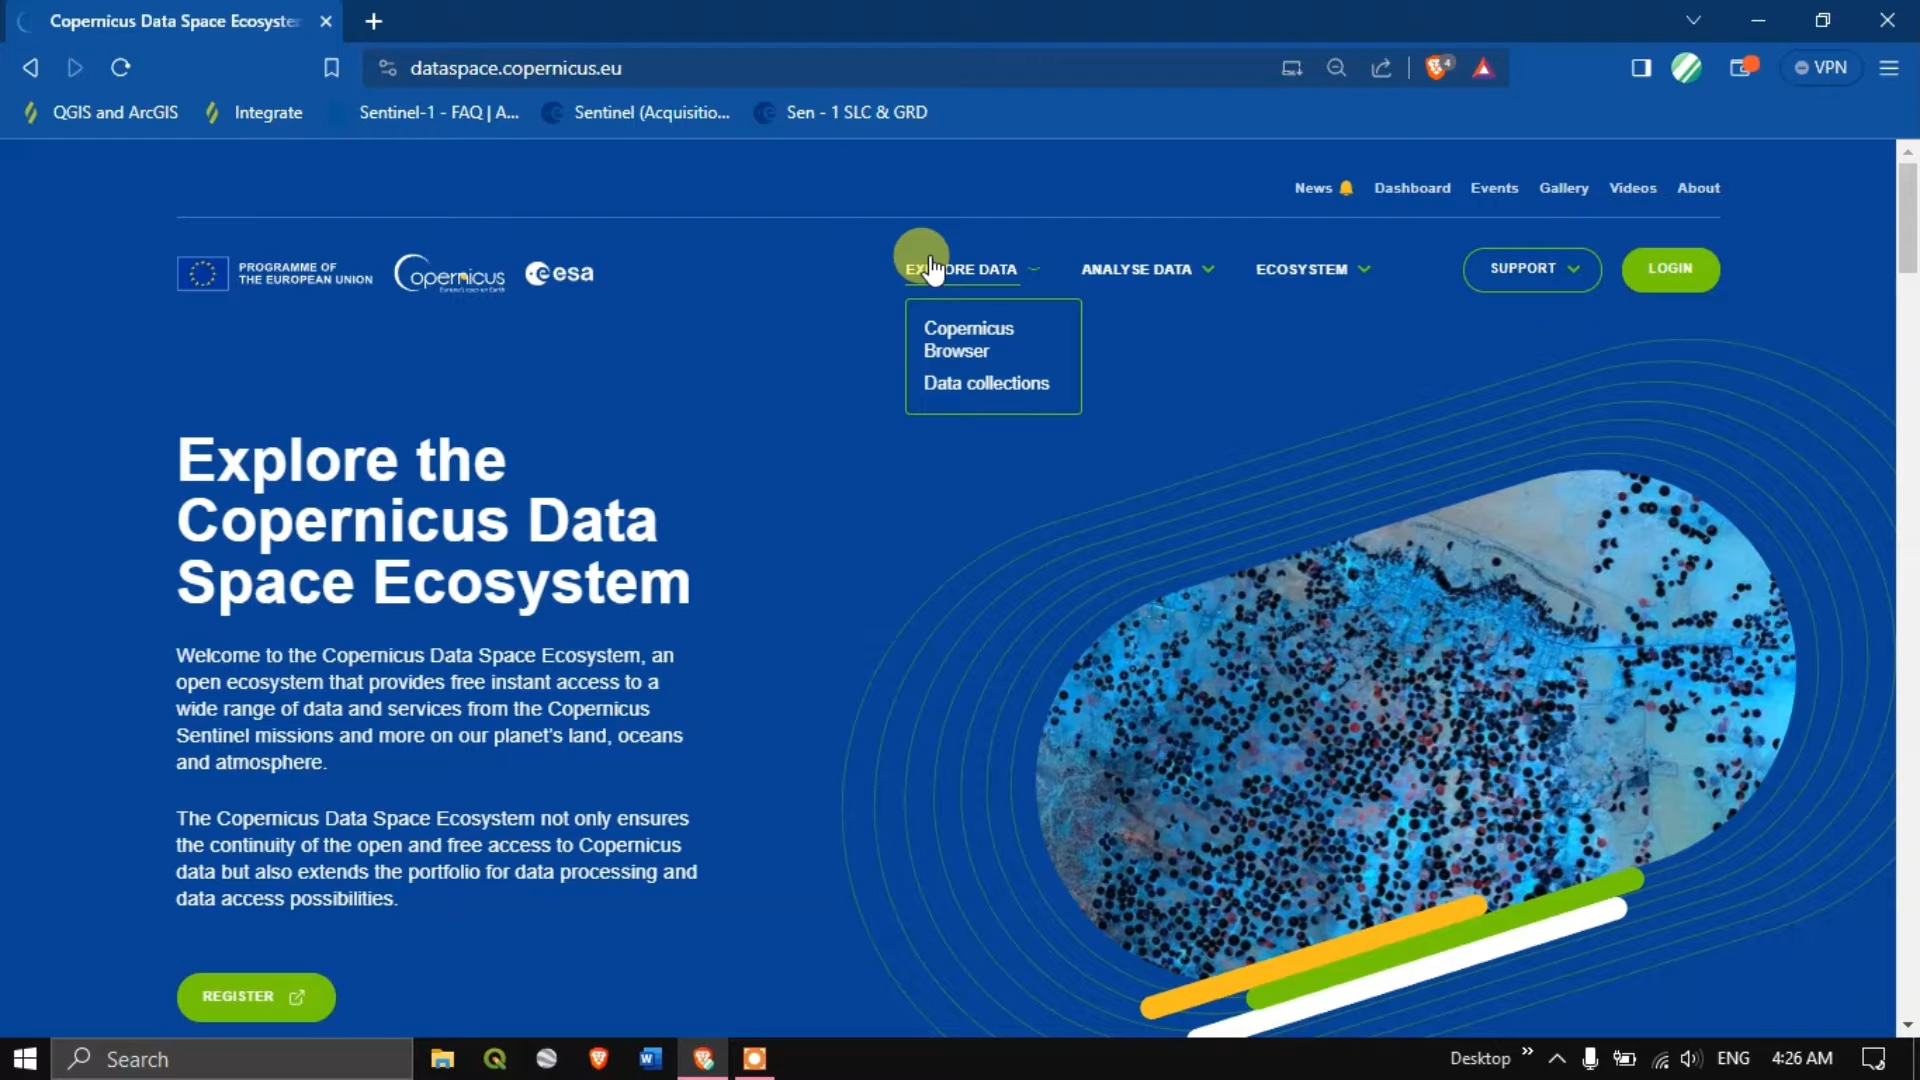 Copernicus Data Space Ecosyster
dataspace.copernicus.eu
4
VPN
QGIS and ArcGIS
Integrate
Sentinel-1 - FAQ | A...
Sentinel (Acquisitio...
Sen - 1 SLC & GRD
News
Dashboard
Events
Gallery
Videos
About
PROGRAMME OF
THE EUROPEAN UNION
opernicus
esa
EXPLORE DATA
ANALYSE DATA
ECOSYSTEM
SUPPORT
LOGIN
Copernicus
Browser
Data collections
Explore the
Copernicus Data
Space Ecosystem
Welcome to the Copernicus Data Space Ecosystem, an
open ecosystem that provides free instant access to a
wide range of data and services from the Copernicus
Sentinel missions and more on our planet's land, oceans
and atmosphere.
The Copernicus Data Space Ecosystem not only ensures
the continuity of the open and free access to Copernicus
data but also extends the portfolio for data processing and
data access possibilities.
REGISTER
Search
Desktop
ENG
4:26 AM